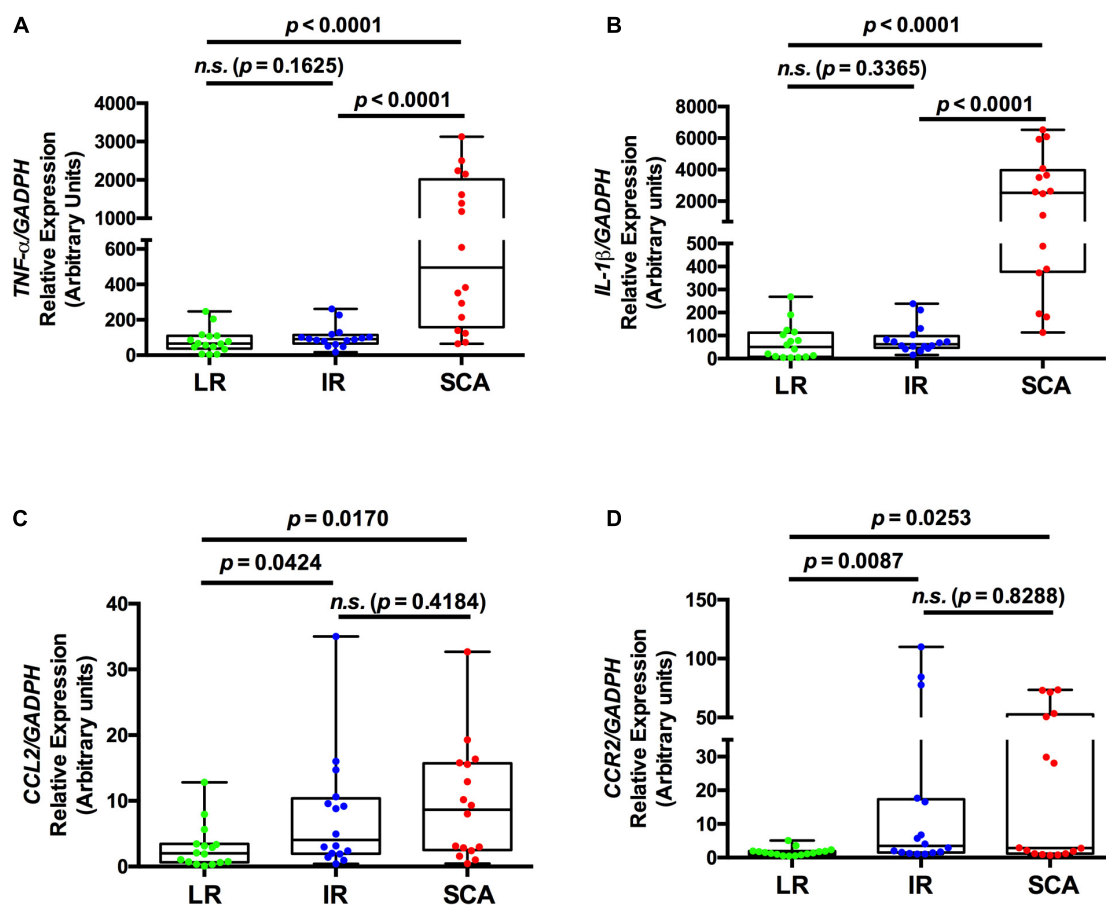 A
p < 0.0001
n.s. (p = 0.1625)
p < 0.0001
TNF-α/GADPH
Relative Expression
(Arbitrary Units)
4000
3000
2000
1000
600
400
200
0
LR
IR
SCA
B
p < 0.0001
n.s. (p = 0.3365)
p < 0.0001
IL-1β/GADPH
Relative Expression
(Arbitrary units)
8000
6000
4000
2000
500
400
300
200
100
0
LR
IR
SCA
C
p = 0.0170
p = 0.0424
n.s. (p = 0.4184)
CCL2/GADPH
Relative Expression
(Arbitrary units)
40
30
20
10
0
LR
IR
SCA
D
p = 0.0253
p = 0.0087
n.s. (p = 0.8288)
CCR2/GADPH
Relative Expression
(Arbitrary units)
150
100
50
30
20
10
0
LR
IR
SCA